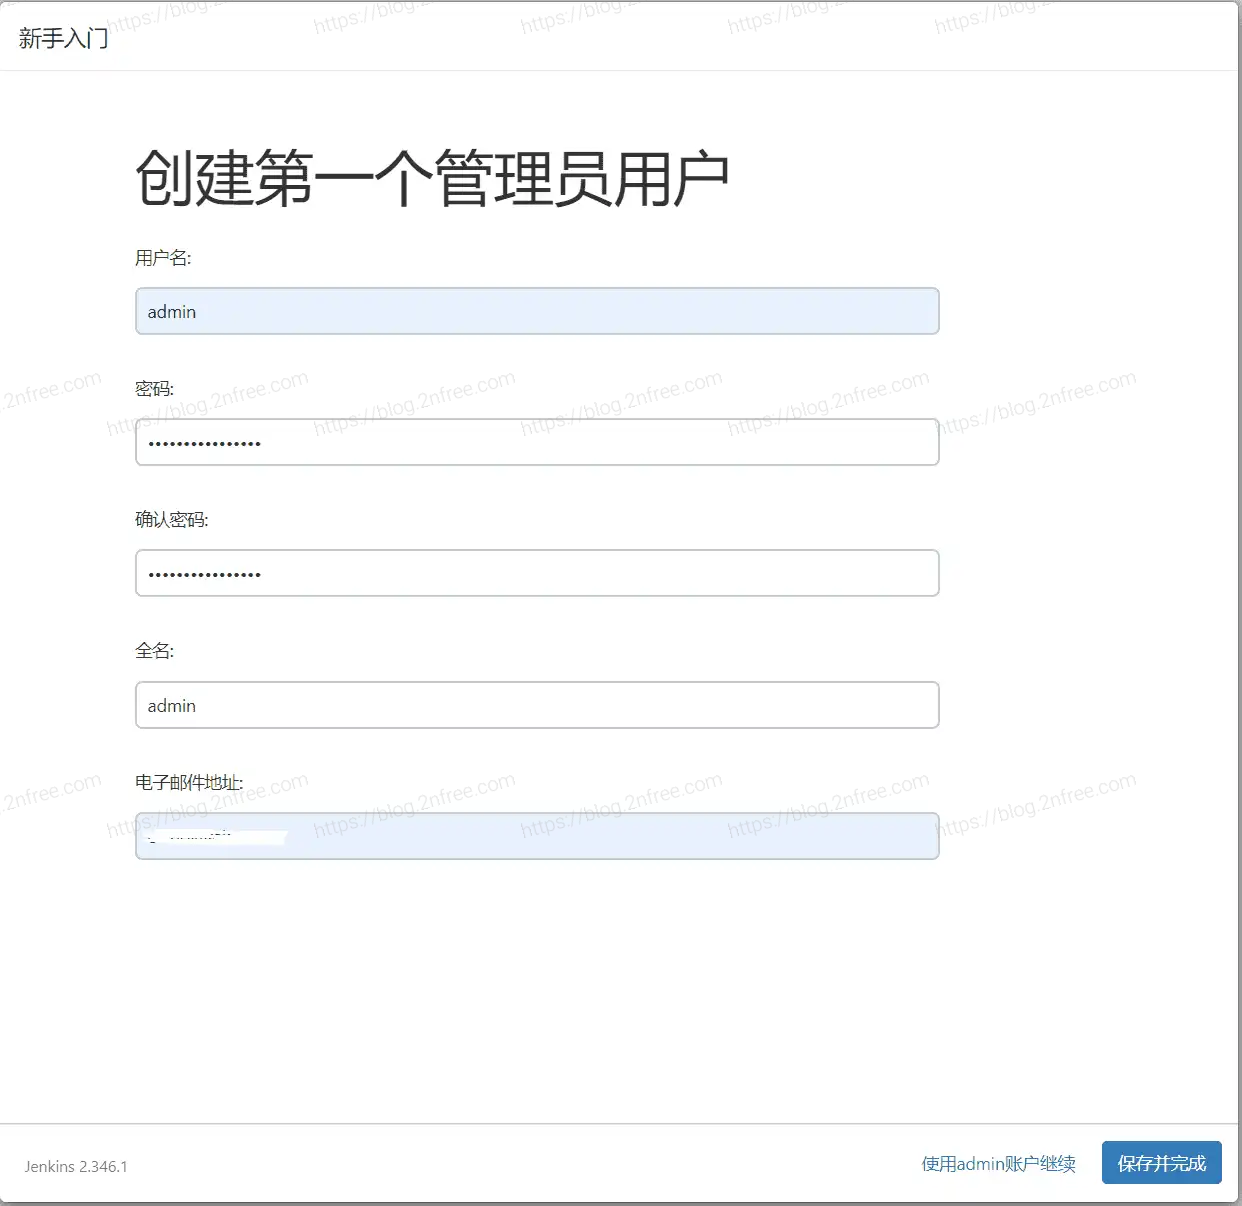 新手入门
创建第一个管理员用户
用户名:
admin
密码:
••••••••••••••••
确认密码:
••••••••••••••••
全名:
admin
电子邮件地址:
Jenkins 2.346.1
使用admin账户继续
保存并完成
https://blog.2nfree.com